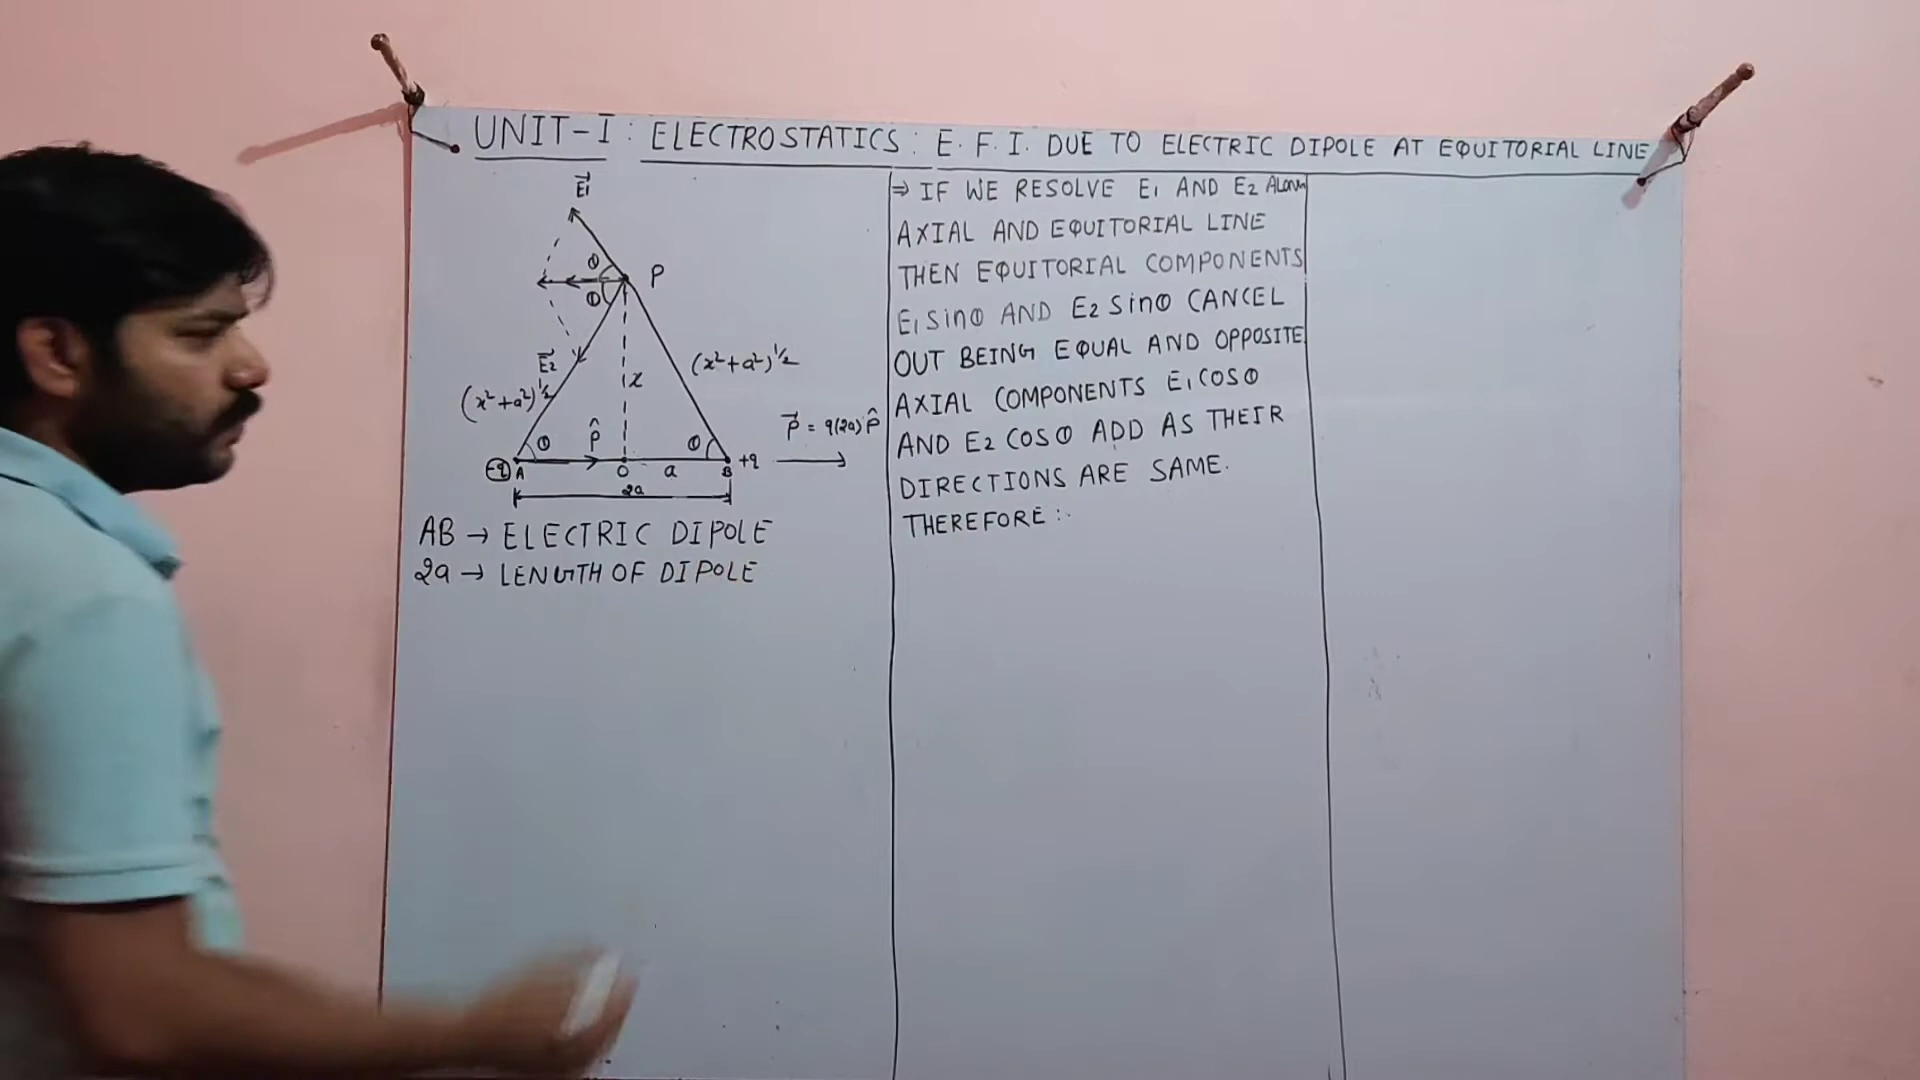 UNIT-I : ELECTROSTATICS : E.F.I. DUE TO ELECTRIC DIPOLE AT EQUITORIAL LINE
E⃗1
θ
P
θ
E⃗2
(x²+a²)^1/2
x
(x²+a²)^1/2
θ
p̂
θ
P⃗ = q(2a) p̂
-q A
O
a
B
+q
2a
AB → ELECTRIC DIPOLE
2a → LENGTH OF DIPOLE
⇒ IF WE RESOLVE E1 AND E2 ALONG
AXIAL AND EQUITORIAL LINE
THEN EQUITORIAL COMPONENTS
E1 sinθ AND E2 sinθ CANCEL
OUT BEING EQUAL AND OPPOSITE
AXIAL COMPONENTS E1 COSθ
AND E2 COSθ ADD AS THEIR
DIRECTIONS ARE SAME.
THEREFORE :-